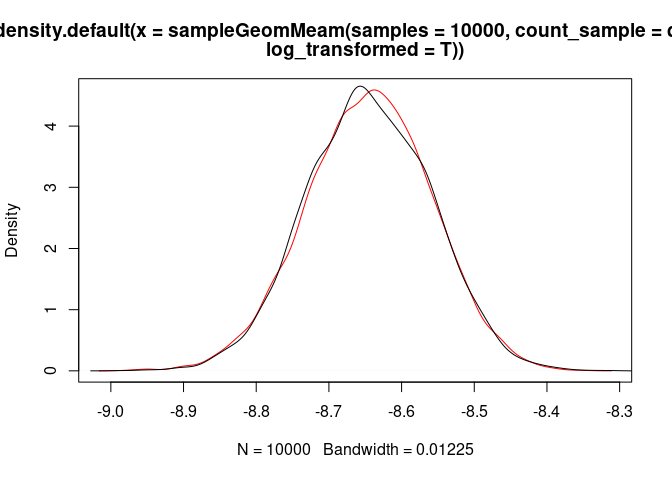 density.default(x = sampleGeomMeam(samples = 10000, count_sample = c
log_transformed = T))
Density
4
3
2
1
0
-9.0 -8.9 -8.8 -8.7 -8.6 -8.5 -8.4 -8.3
N = 10000 Bandwidth = 0.01225